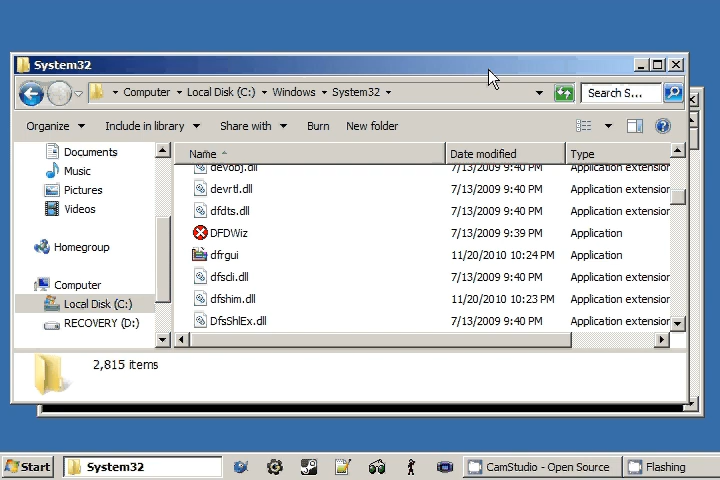 System32
Computer Local Disk (C:) Windows System32
Search S...
Organize Include in library Share with Burn New folder
Documents
Music
Pictures
Videos
Homegroup
Computer
Local Disk (C:)
RECOVERY (D:)
Name Date modified Type
devobj.dll 7/13/2009 9:40 PM Application extension
devrtl.dll 7/13/2009 9:40 PM Application extension
dfdts.dll 7/13/2009 9:40 PM Application extension
DFDWiz 7/13/2009 9:39 PM Application
dfrgui 11/20/2010 10:24 PM Application
dfscli.dll 7/13/2009 9:40 PM Application extension
dfshim.dll 11/20/2010 10:23 PM Application extension
DfsShlEx.dll 7/13/2009 9:40 PM Application extension
2,815 items
Start System32 CamStudio - Open Source Flashing